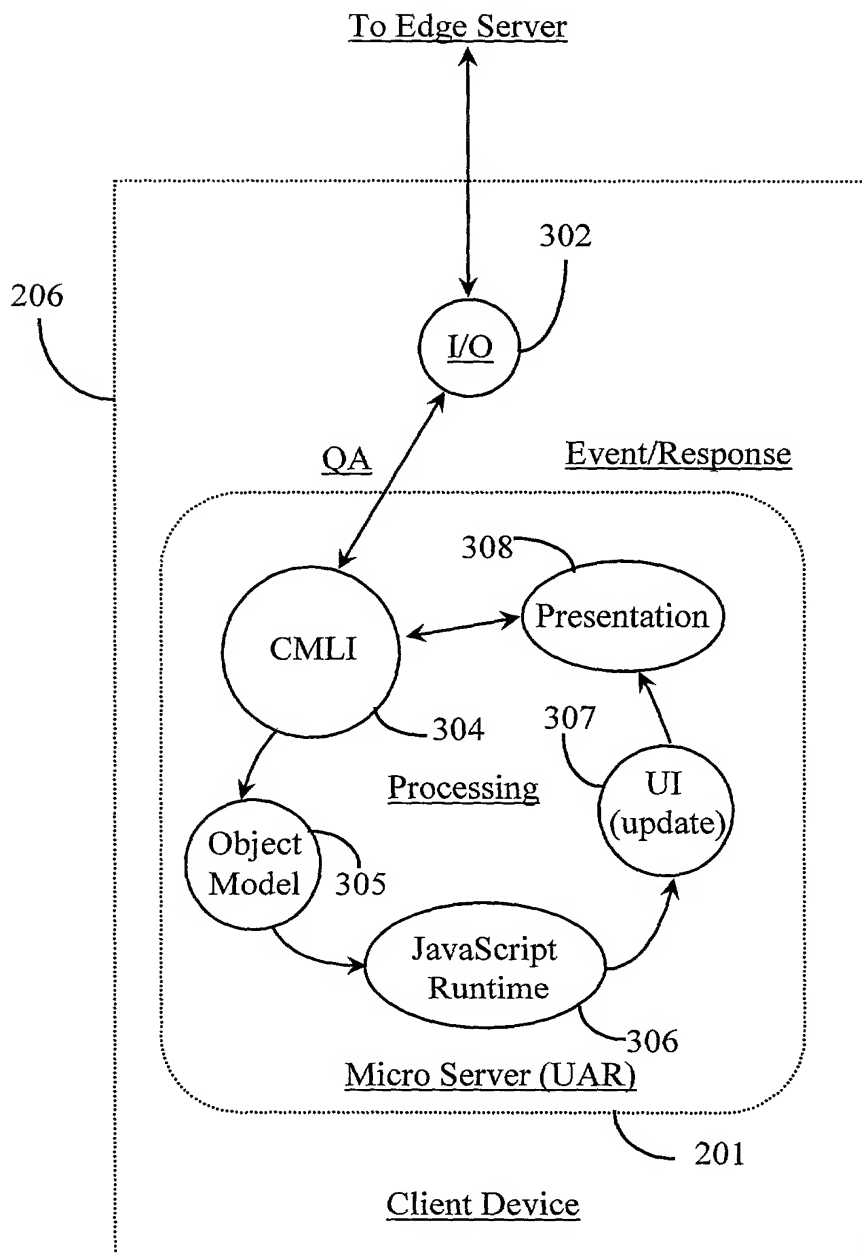 To Edge Server
302
206
I/O
QA
Event/Response
308
Presentation
CMLI
304
307
Processing
UI
(update)
Object
Model
305
JavaScript
Runtime
306
Micro Server (UAR)
201
Client Device